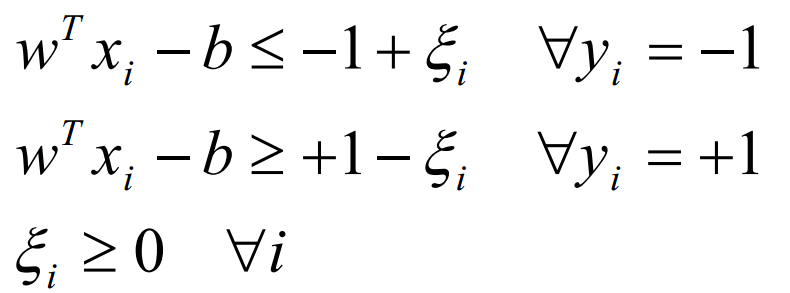 wᵀxᵢ − b ≤ −1 + ξᵢ ∀yᵢ = −1
wᵀxᵢ − b ≥ +1 − ξᵢ ∀yᵢ = +1
ξᵢ ≥ 0 ∀i